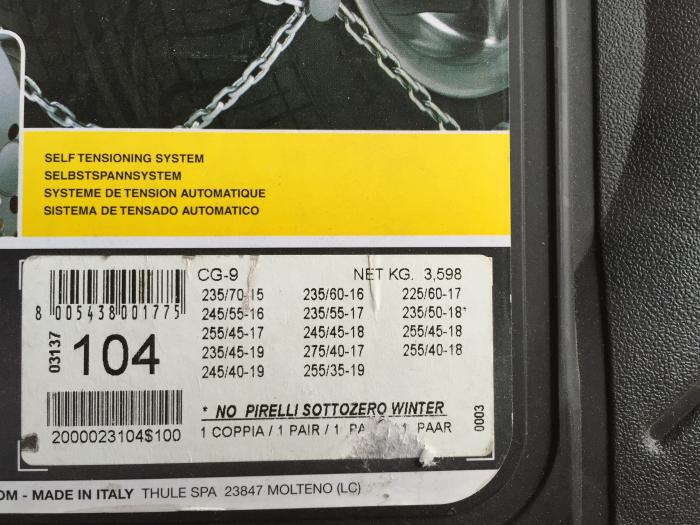 SELF TENSIONING SYSTEM
SELBSTSPANNSYSTEM
SYSTEME DE TENSION AUTOMATIQUE
SISTEMA DE TENSADO AUTOMATICO
CG-9 NET KG. 3,598
235/70-15 235/60-16 225/60-17
245/55-16 235/55-17 235/50-18*
255/45-17 245/45-18 255/45-18
235/45-19 275/40-17 255/40-18
245/40-19 255/35-19
8 005438 001775
03137
104
2000023104$100
* NO PIRELLI SOTTOZERO WINTER
1 COPPIA / 1 PAIR / 1 / 1 PAAR
0003
- MADE IN ITALY THULE SPA 23847 MOLTENO (LC)